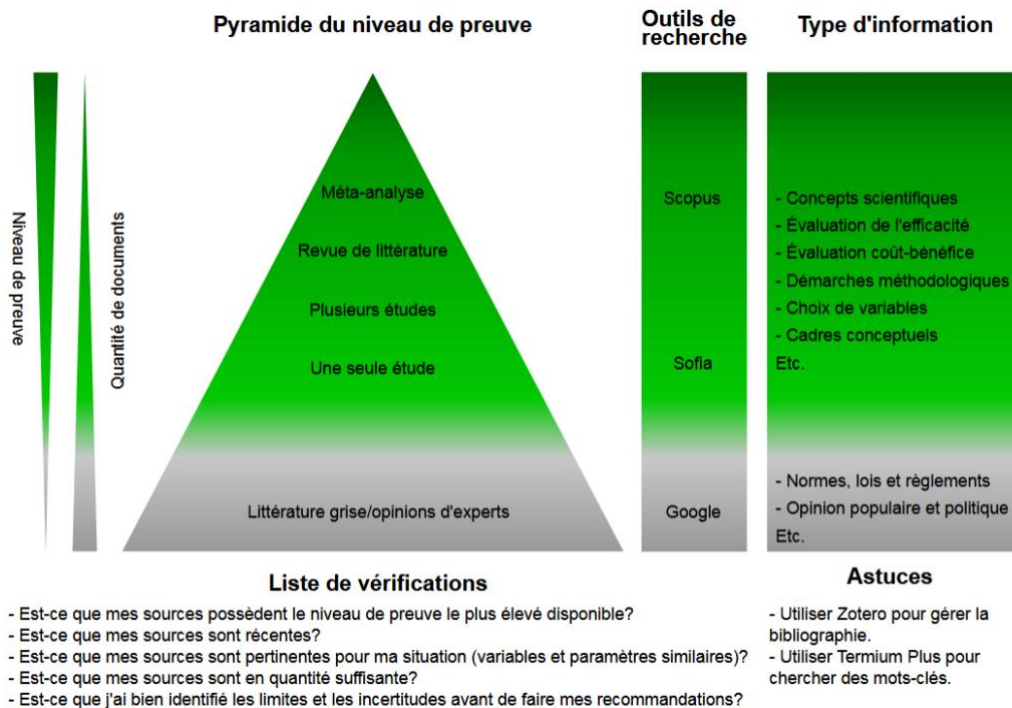 Pyramide du niveau de preuve
Outils de
recherche
Type d'information
Niveau de preuve
Quantité de documents
Méta-analyse
Revue de littérature
Plusieurs études
Une seule étude
Littérature grise/opinions d'experts
Scopus
Sofia
Google
- Concepts scientifiques
- Évaluation de l'efficacité
- Évaluation coût-bénéfice
- Démarches méthodologiques
- Choix de variables
- Cadres conceptuels
Etc.
- Normes, lois et règlements
- Opinion populaire et politique
Etc.
Liste de vérifications
- Est-ce que mes sources possèdent le niveau de preuve le plus élevé disponible?
- Est-ce que mes sources sont récentes?
- Est-ce que mes sources sont pertinentes pour ma situation (variables et paramètres similaires)?
- Est-ce que mes sources sont en quantité suffisante?
- Est-ce que j'ai bien identifié les limites et les incertitudes avant de faire mes recommandations?
Astuces
- Utiliser Zotero pour gérer la
bibliographie.
- Utiliser Termium Plus pour
chercher des mots-clés.